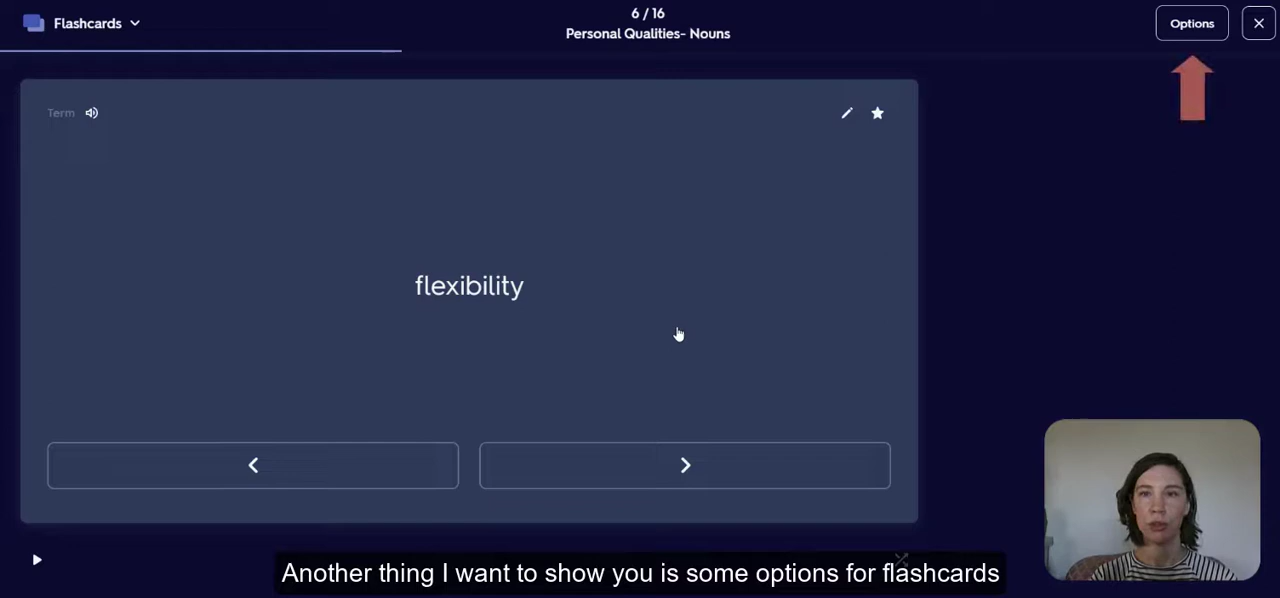 Flashcards
6 / 16
Personal Qualities- Nouns
Options
Term
flexibility
Another thing I want to show you is some options for flashcards